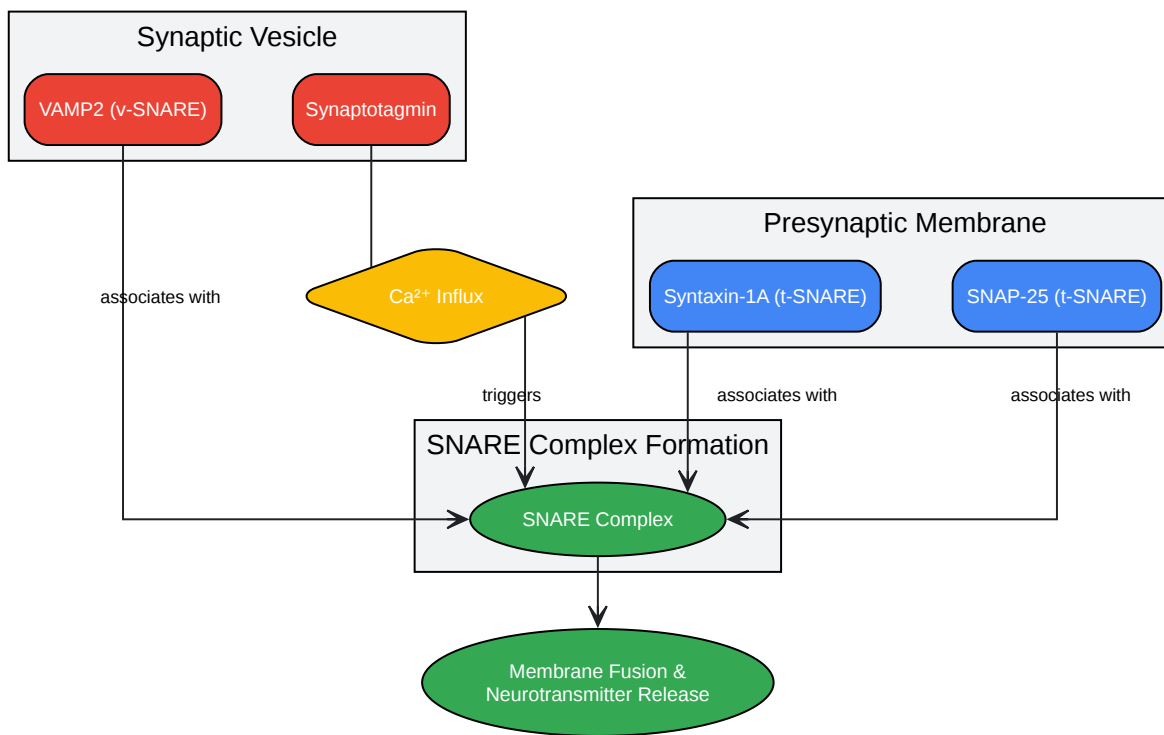 Synaptic Vesicle
VAMP2 (v-SNARE)
Synaptotagmin
Presynaptic Membrane
Ca²⁺ Influx
Syntaxin-1A (t-SNARE)
SNAP-25 (t-SNARE)
associates with
triggers
associates with
associates with
SNARE Complex Formation
SNARE Complex
Membrane Fusion &
Neurotransmitter Release